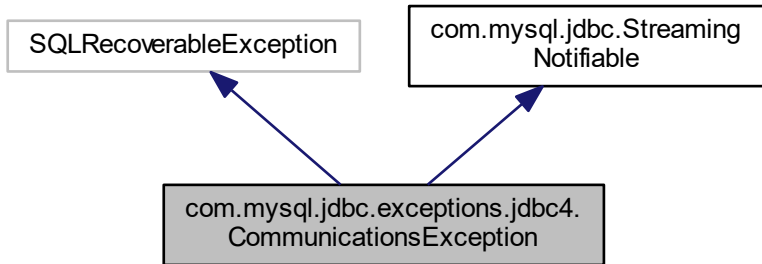 SQLRecoverableException
com.mysql.jdbc.Streaming
Notifiable
com.mysql.jdbc.exceptions.jdbc4.
CommunicationsException